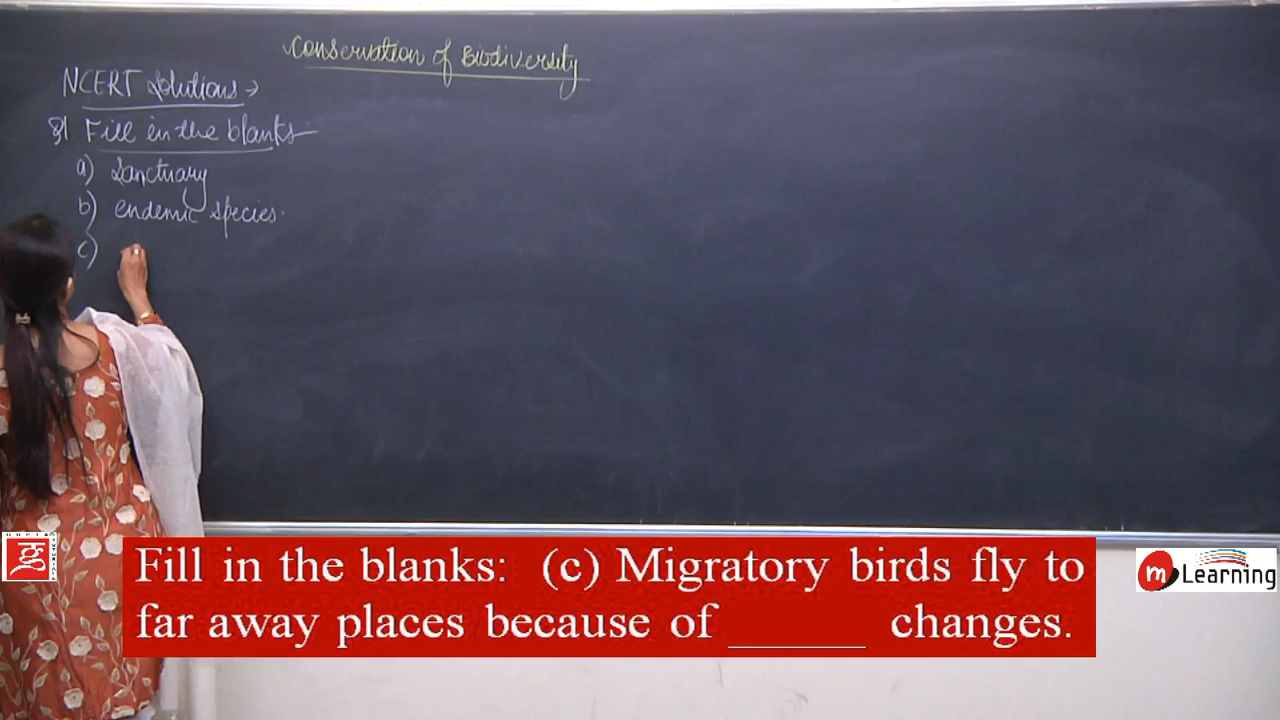 Conservation of Biodiversity
NCERT Solutions →
Q1 Fill in the blanks
a) Sanctuary
b) endemic species.
c)
Fill in the blanks: (c) Migratory birds fly to
far away places because of ______ changes.
m Learning